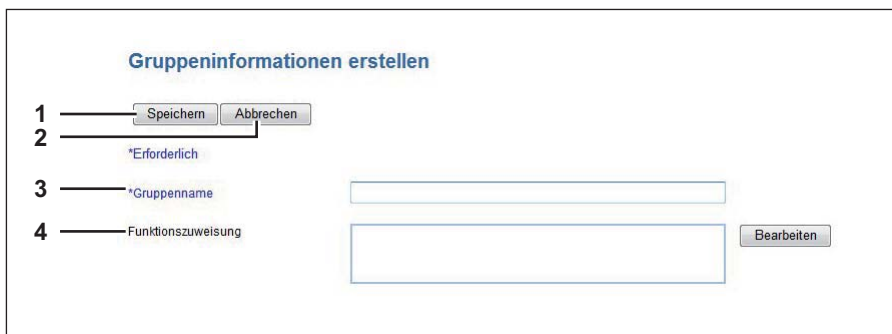 Gruppeninformationen erstellen
1 Speichern Abbrechen
2
*Erforderlich
3 *Gruppenname
4 Funktionszuweisung Bearbeiten